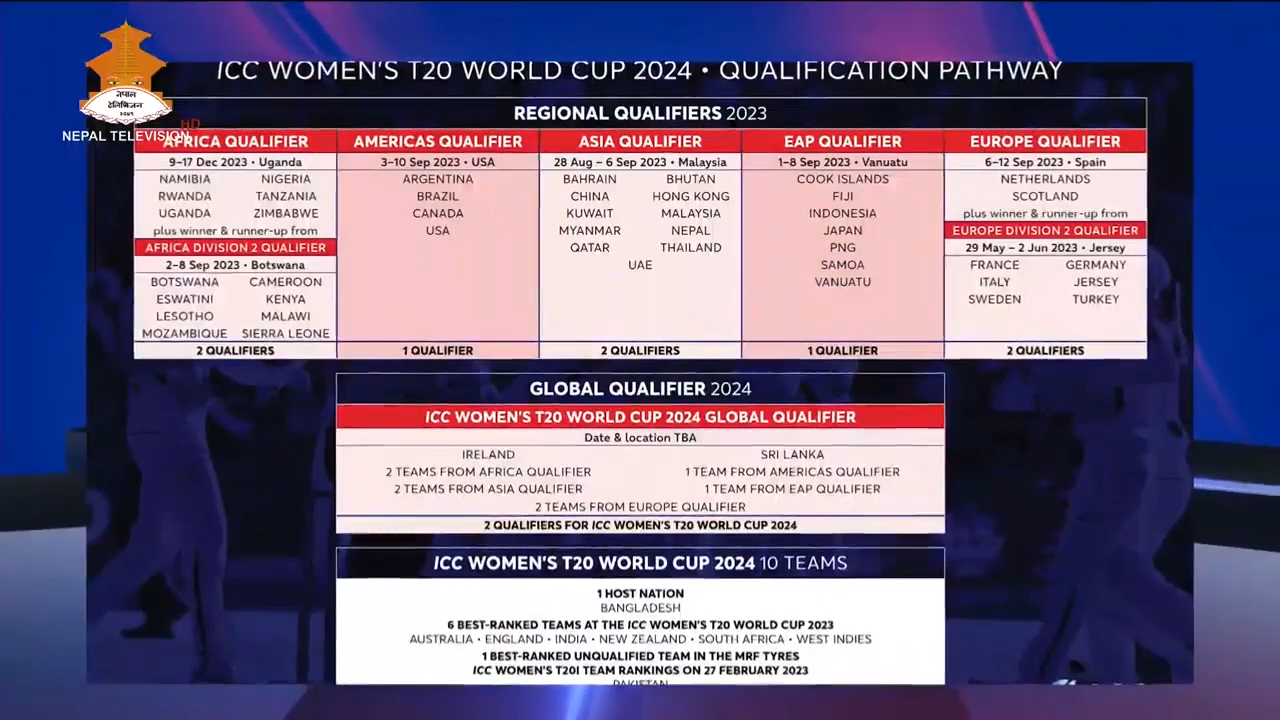 ICC WOMEN'S T20 WORLD CUP 2024 • QUALIFICATION PATHWAY
नेपाल
टेलिभिजन
२०४१
HD
NEPAL TELEVISION
REGIONAL QUALIFIERS 2023
AFRICA QUALIFIER
9–17 Dec 2023 • Uganda
NAMIBIA NIGERIA
RWANDA TANZANIA
UGANDA ZIMBABWE
plus winner & runner-up from
AFRICA DIVISION 2 QUALIFIER
2–8 Sep 2023 • Botswana
BOTSWANA CAMEROON
ESWATINI KENYA
LESOTHO MALAWI
MOZAMBIQUE SIERRA LEONE
2 QUALIFIERS
AMERICAS QUALIFIER
3–10 Sep 2023 • USA
ARGENTINA
BRAZIL
CANADA
USA
1 QUALIFIER
ASIA QUALIFIER
28 Aug – 6 Sep 2023 • Malaysia
BAHRAIN BHUTAN
CHINA HONG KONG
KUWAIT MALAYSIA
MYANMAR NEPAL
QATAR THAILAND
UAE
2 QUALIFIERS
EAP QUALIFIER
1–8 Sep 2023 • Vanuatu
COOK ISLANDS
FIJI
INDONESIA
JAPAN
PNG
SAMOA
VANUATU
1 QUALIFIER
EUROPE QUALIFIER
6–12 Sep 2023 • Spain
NETHERLANDS
SCOTLAND
plus winner & runner-up from
EUROPE DIVISION 2 QUALIFIER
29 May – 2 Jun 2023 • Jersey
FRANCE GERMANY
ITALY JERSEY
SWEDEN TURKEY
2 QUALIFIERS
GLOBAL QUALIFIER 2024
ICC WOMEN'S T20 WORLD CUP 2024 GLOBAL QUALIFIER
Date & location TBA
IRELAND SRI LANKA
2 TEAMS FROM AFRICA QUALIFIER 1 TEAM FROM AMERICAS QUALIFIER
2 TEAMS FROM ASIA QUALIFIER 1 TEAM FROM EAP QUALIFIER
2 TEAMS FROM EUROPE QUALIFIER
2 QUALIFIERS FOR ICC WOMEN'S T20 WORLD CUP 2024
ICC WOMEN'S T20 WORLD CUP 2024 10 TEAMS
1 HOST NATION
BANGLADESH
6 BEST-RANKED TEAMS AT THE ICC WOMEN'S T20 WORLD CUP 2023
AUSTRALIA • ENGLAND • INDIA • NEW ZEALAND • SOUTH AFRICA • WEST INDIES
1 BEST-RANKED UNQUALIFIED TEAM IN THE MRF TYRES
ICC WOMEN'S T20I TEAM RANKINGS ON 27 FEBRUARY 2023
PAKISTAN